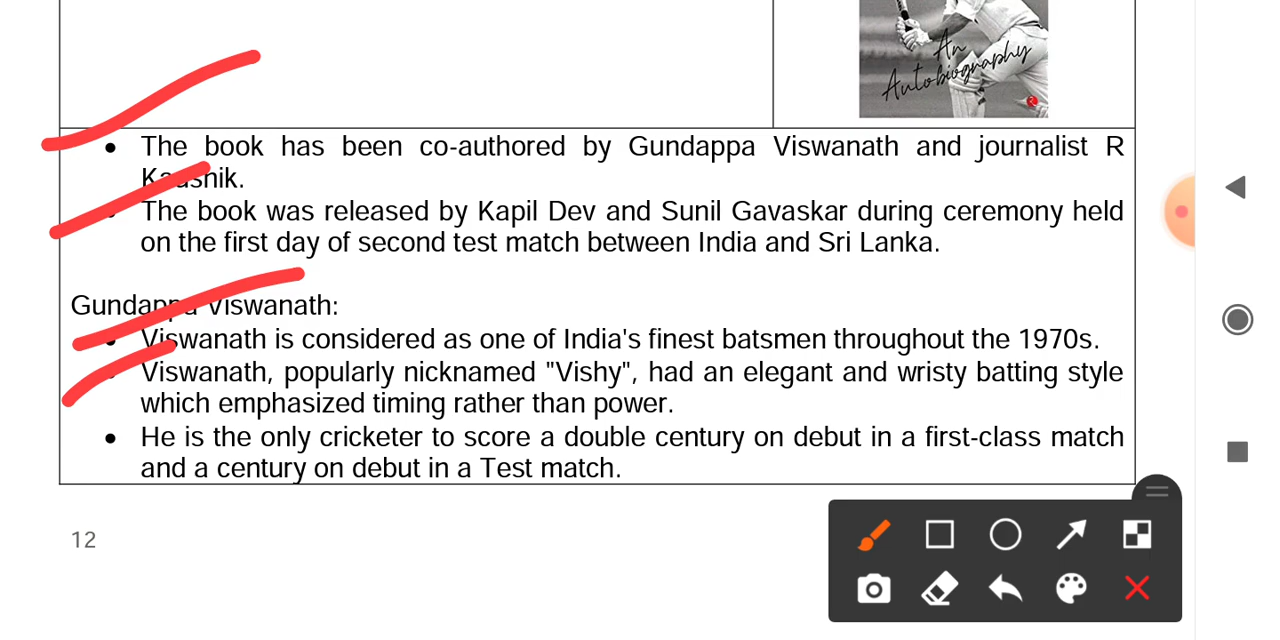 An
Autobiography
The book has been co-authored by Gundappa Viswanath and journalist R
Kaushik.
The book was released by Kapil Dev and Sunil Gavaskar during ceremony held
on the first day of second test match between India and Sri Lanka.
Gundappa Viswanath:
Viswanath is considered as one of India's finest batsmen throughout the 1970s.
Viswanath, popularly nicknamed "Vishy", had an elegant and wristy batting style
which emphasized timing rather than power.
He is the only cricketer to score a double century on debut in a first-class match
and a century on debut in a Test match.
12